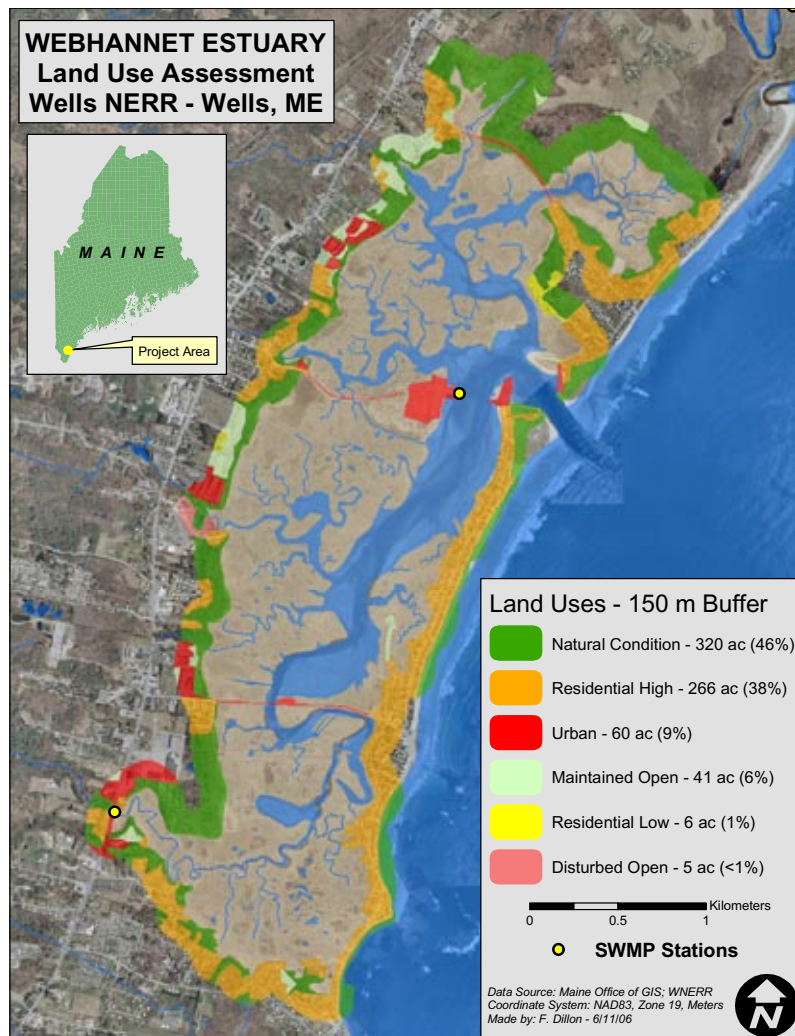 WEBHANNET ESTUARY
Land Use Assessment
Wells NERR - Wells, ME
MAINE
Project Area
Land Uses - 150 m Buffer
Natural Condition - 320 ac (46%)
Residential High - 266 ac (38%)
Urban - 60 ac (9%)
Maintained Open - 41 ac (6%)
Residential Low - 6 ac (1%)
Disturbed Open - 5 ac (<1%)
Kilometers
0 0.5 1
SWMP Stations
Data Source: Maine Office of GIS; WNERR
Coordinate System: NAD83, Zone 19, Meters
Made by: F. Dillon - 6/11/06
N